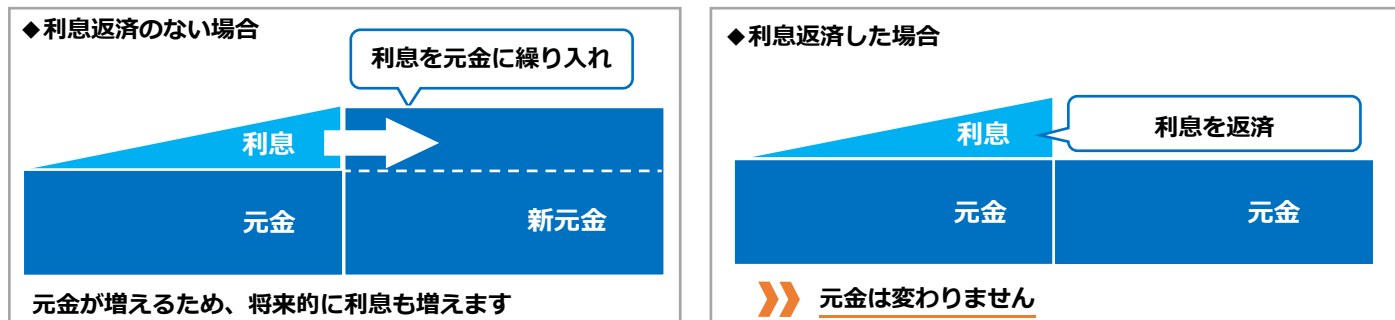 ◆利息返済のない場合
利息を元金に繰り入れ
利息
元金
新元金
元金が増えるため、将来的に利息も増えます
◆利息返済した場合
利息
利息を返済
元金
元金
元金は変わりません